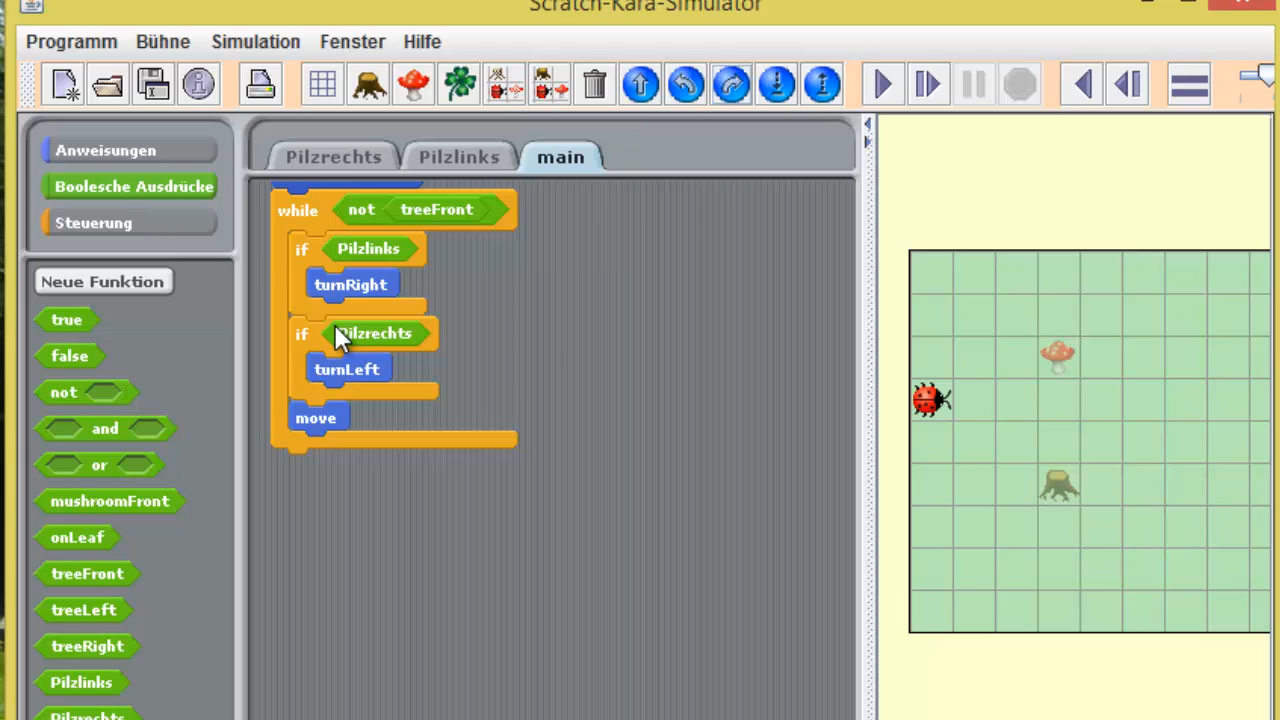 Scratch-Kara-Simulator
Programm Bühne Simulation Fenster Hilfe
Anweisungen
Boolesche Ausdrücke
Steuerung
Pilzrechts Pilzlinks main
Neue Funktion
true
false
not
and
or
mushroomFront
onLeaf
treeFront
treeLeft
treeRight
Pilzlinks
Pilzrechts
while not treeFront
if Pilzlinks
turnRight
if Pilzrechts
turnLeft
move